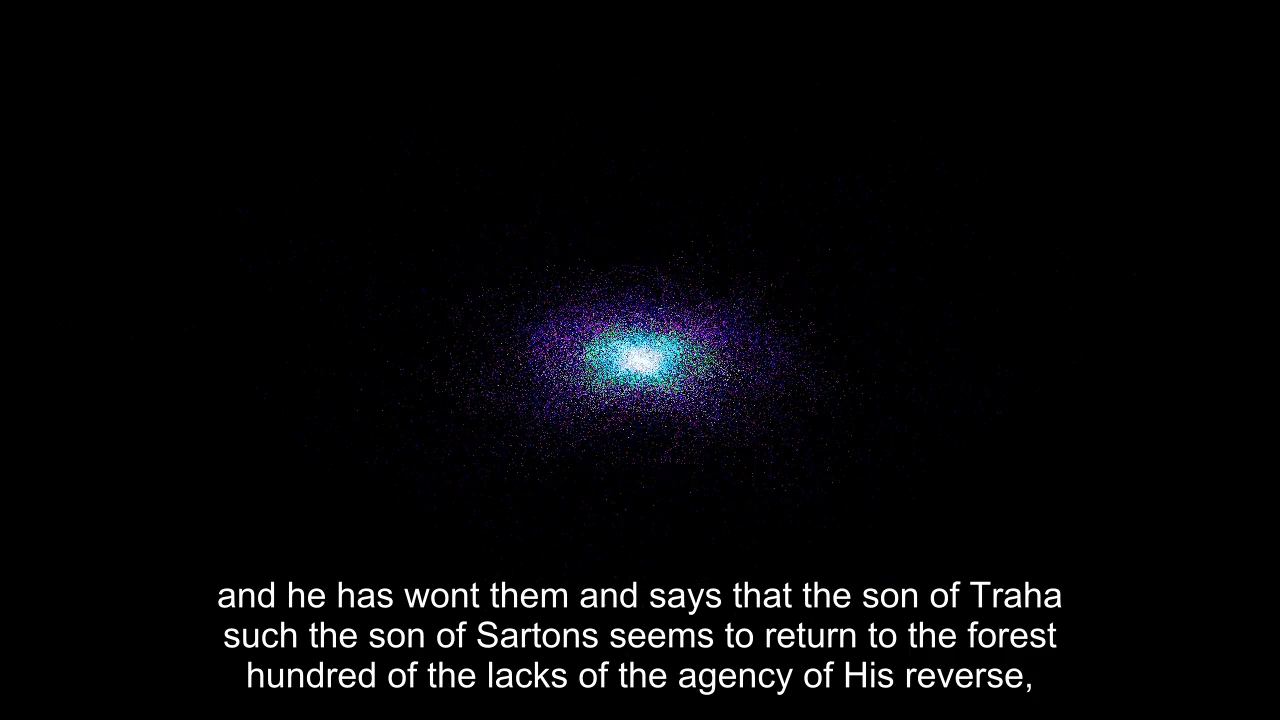 and he has wont them and says that the son of Traha
such the son of Sartons seems to return to the forest
hundred of the lacks of the agency of His reverse,